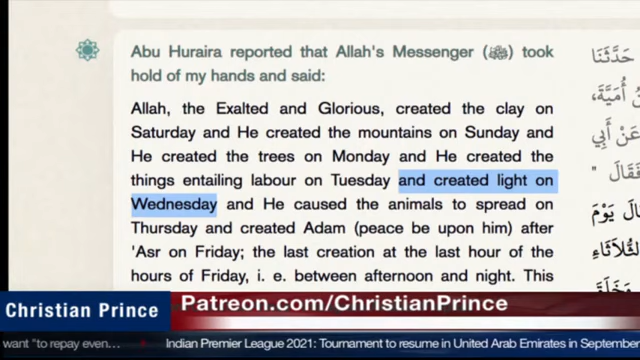 Abu Huraira reported that Allah's Messenger (ﷺ) took
hold of my hands and said:
Allah, the Exalted and Glorious, created the clay on
Saturday and He created the mountains on Sunday and
He created the trees on Monday and He created the
things entailing labour on Tuesday and created light on
Wednesday and He caused the animals to spread on
Thursday and created Adam (peace be upon him) after
'Asr on Friday; the last creation at the last hour of the
hours of Friday, i. e. between afternoon and night. This
حَدَّثَنَا
أُمَيَّةَ،
عَنْ أَبِي
فَقَالَ "
يَوْمَ
الثُّلَاثَاءِ
Christian Prince
Patreon.com/ChristianPrince
want "to repay even…
Indian Premier League 2021: Tournament to resume in United Arab Emirates in September